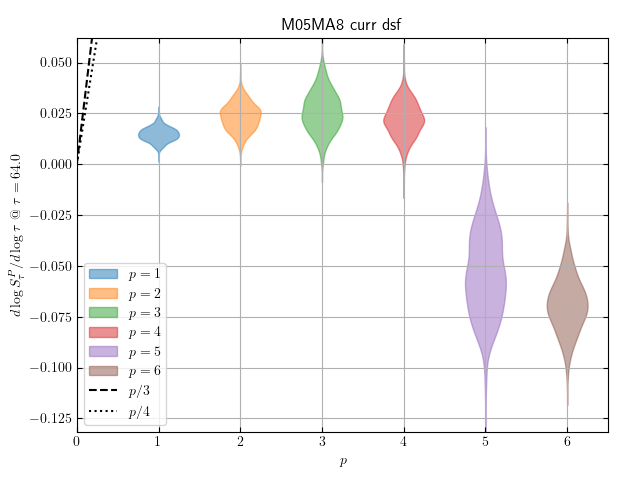 M05MA8 curr dsf
d log S_τ^P / d log τ @ τ = 64.0
0.050
0.025
0.000
−0.025
−0.050
−0.075
−0.100
−0.125
p = 1
p = 2
p = 3
p = 4
p = 5
p = 6
p/3
p/4
0 1 2 3 4 5 6
p